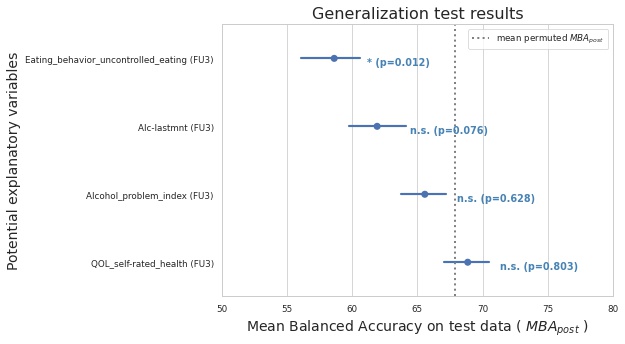 Generalization test results
mean permuted MBA_post
Potential explanatory variables
Eating_behavior_uncontrolled_eating (FU3)
* (p=0.012)
Alc-lastmnt (FU3)
n.s. (p=0.076)
Alcohol_problem_index (FU3)
n.s. (p=0.628)
QOL_self-rated_health (FU3)
n.s. (p=0.803)
50 55 60 65 70 75 80
Mean Balanced Accuracy on test data ( MBA_post )